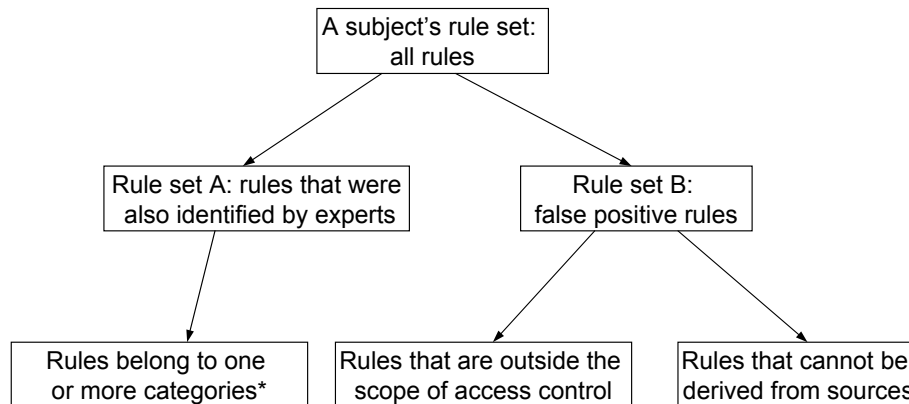 A subject's rule set:
all rules
Rule set A: rules that were
also identified by experts
Rule set B:
false positive rules
Rules belong to one
or more categories*
Rules that are outside the
scope of access control
Rules that cannot be
derived from sources